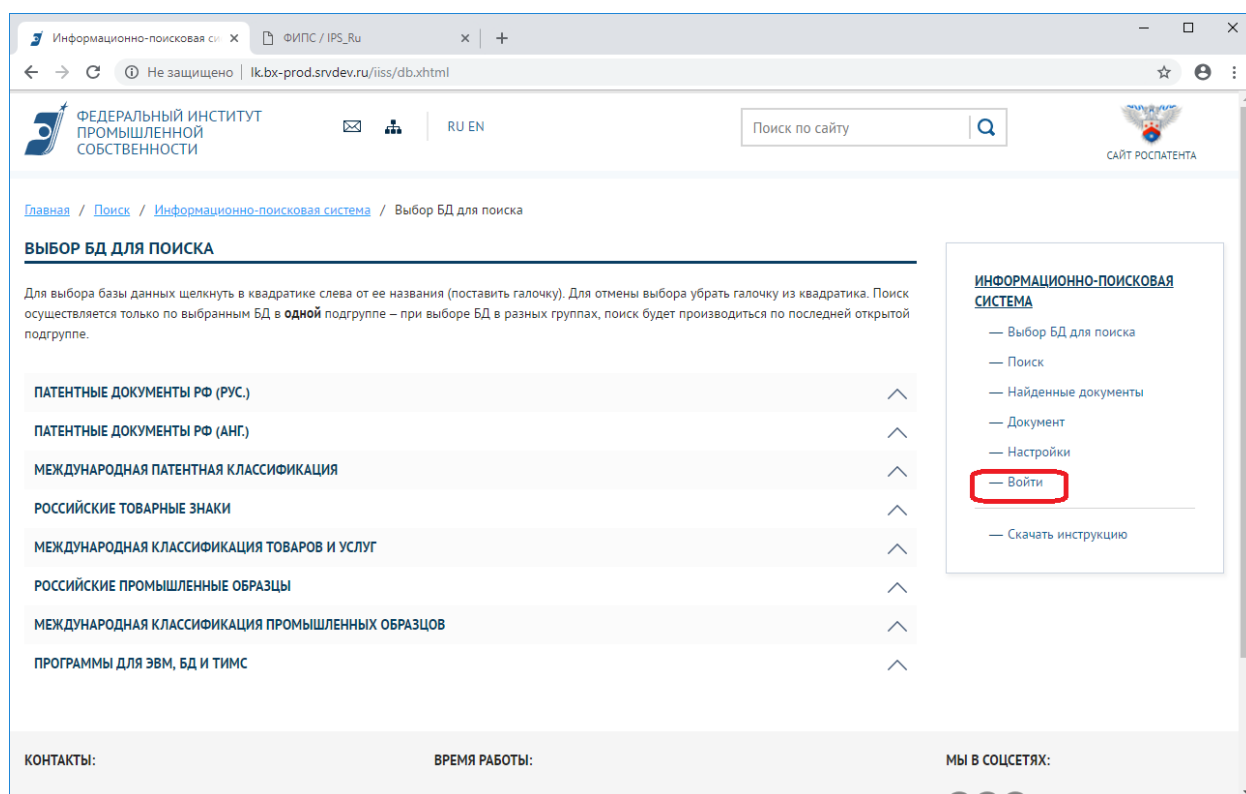 Информационно-поисковая си
ФИПС / IPS_Ru
Не защищено
lk.bx-prod.srvdev.ru/iiss/db.xhtml
ФЕДЕРАЛЬНЫЙ ИНСТИТУТ
ПРОМЫШЛЕННОЙ
СОБСТВЕННОСТИ
RU EN
Поиск по сайту
САЙТ РОСПАТЕНТА
Главная / Поиск / Информационно-поисковая система / Выбор БД для поиска
ВЫБОР БД ДЛЯ ПОИСКА
Для выбора базы данных щелкнуть в квадратике слева от ее названия (поставить галочку). Для отмены выбора убрать галочку из квадратика. Поиск
осуществляется только по выбранным БД в одной подгруппе – при выборе БД в разных группах, поиск будет производиться по последней открытой
подгруппе.
ПАТЕНТНЫЕ ДОКУМЕНТЫ РФ (РУС.)
ПАТЕНТНЫЕ ДОКУМЕНТЫ РФ (АНГ.)
МЕЖДУНАРОДНАЯ ПАТЕНТНАЯ КЛАССИФИКАЦИЯ
РОССИЙСКИЕ ТОВАРНЫЕ ЗНАКИ
МЕЖДУНАРОДНАЯ КЛАССИФИКАЦИЯ ТОВАРОВ И УСЛУГ
РОССИЙСКИЕ ПРОМЫШЛЕННЫЕ ОБРАЗЦЫ
МЕЖДУНАРОДНАЯ КЛАССИФИКАЦИЯ ПРОМЫШЛЕННЫХ ОБРАЗЦОВ
ПРОГРАММЫ ДЛЯ ЭВМ, БД И ТИМС
ИНФОРМАЦИОННО-ПОИСКОВАЯ
СИСТЕМА
— Выбор БД для поиска
— Поиск
— Найденные документы
— Документ
— Настройки
— Войти
— Скачать инструкцию
КОНТАКТЫ:
ВРЕМЯ РАБОТЫ:
МЫ В СОЦСЕТЯХ: